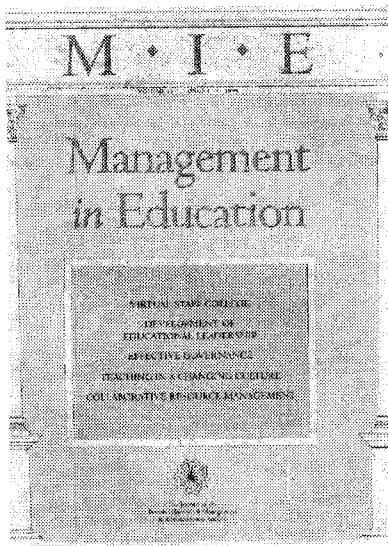 M • I • E
Management
in Education
VIRTUAL STAFF COLLEGE
DEVELOPMENT OF
EDUCATIONAL LEADERSHIP
EFFECTIVE GOVERNANCE
TEACHING IN A CHANGING CULTURE
COLLABORATIVE RESOURCE MANAGEMENT